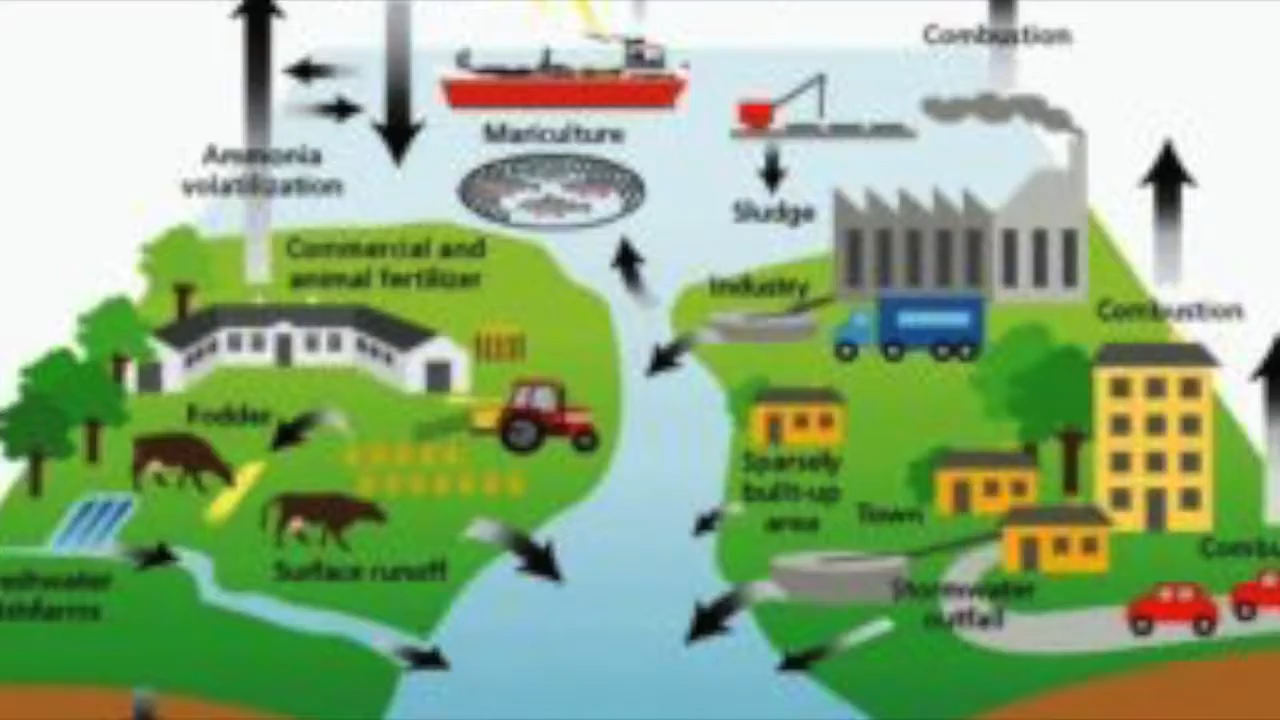 Combustion
Mariculture
Ammonia
volatilization
Sludge
Commercial and
animal fertilizer
Industry
Combustion
Fodder
Sparsely
built-up
area
Town
Surface runoff
Stormwater
outfall